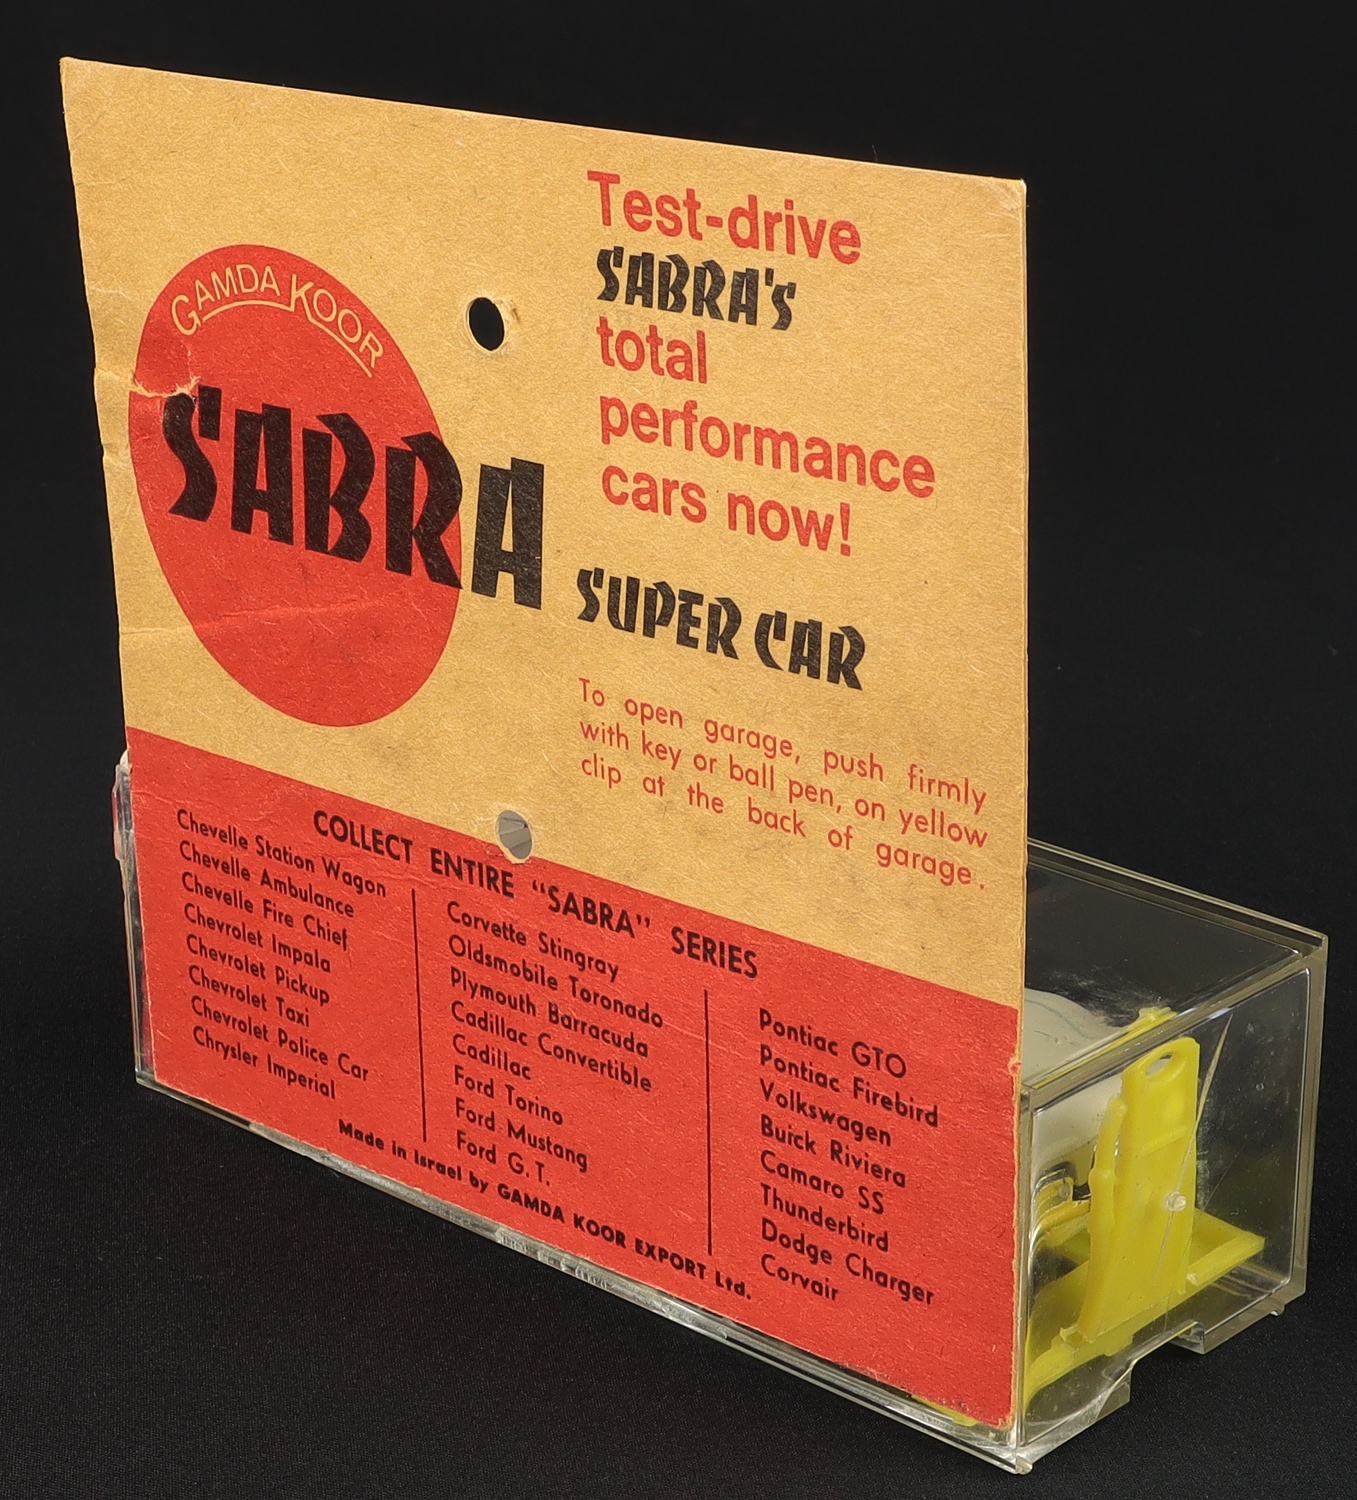 GAMDA KOOR
SABRA
Test-drive
SABRA'S
total
performance
cars now!
SUPER CAR
To open garage, push firmly
with key or ball pen, on yellow
clip at the back of garage.
COLLECT ENTIRE "SABRA" SERIES
Chevelle Station Wagon
Chevelle Ambulance
Chevelle Fire Chief
Chevrolet Impala
Chevrolet Pickup
Chevrolet Taxi
Chevrolet Police Car
Chrysler Imperial
Corvette Stingray
Oldsmobile Toronado
Plymouth Barracuda
Cadillac Convertible
Cadillac
Ford Torino
Ford Mustang
Ford G.T.
Pontiac GTO
Pontiac Firebird
Volkswagen
Buick Riviera
Camaro SS
Thunderbird
Dodge Charger
Corvair
Made in Israel by GAMDA KOOR EXPORT Ltd.